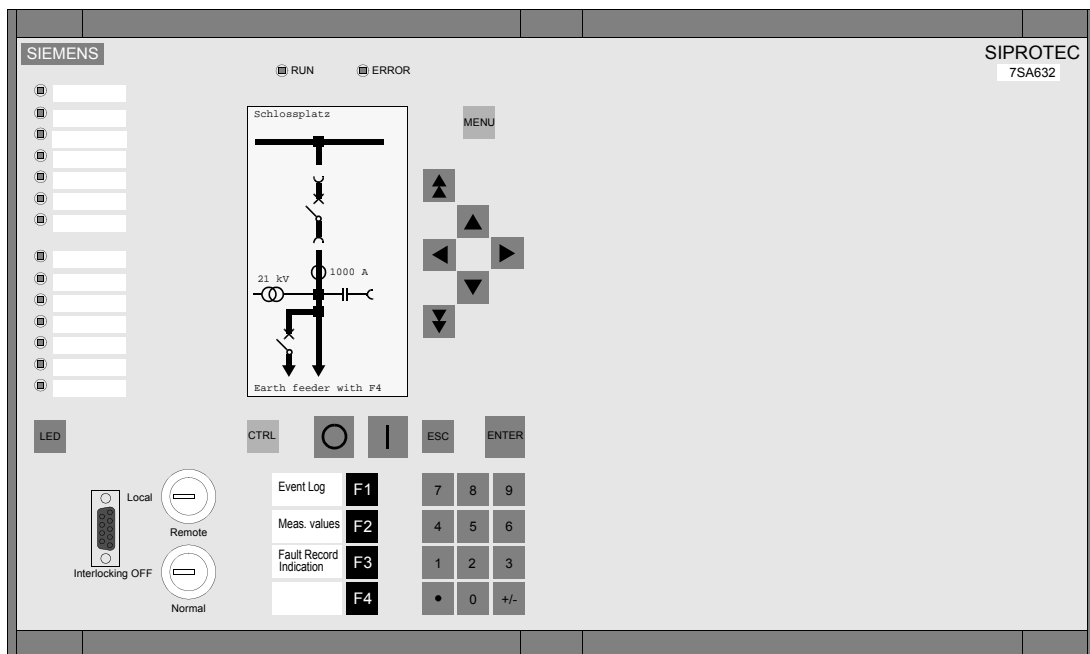 SIEMENS
SIPROTEC
7SA632
RUN
ERROR
Schlossplatz
MENU
21 kV
1000 A
Earth feeder with F4
LED
CTRL
ESC
ENTER
Local
Remote
Interlocking OFF
Normal
Event Log
F1
Meas. values
F2
Fault Record
Indication
F3
F4
7 8 9
4 5 6
1 2 3
• 0 +/-